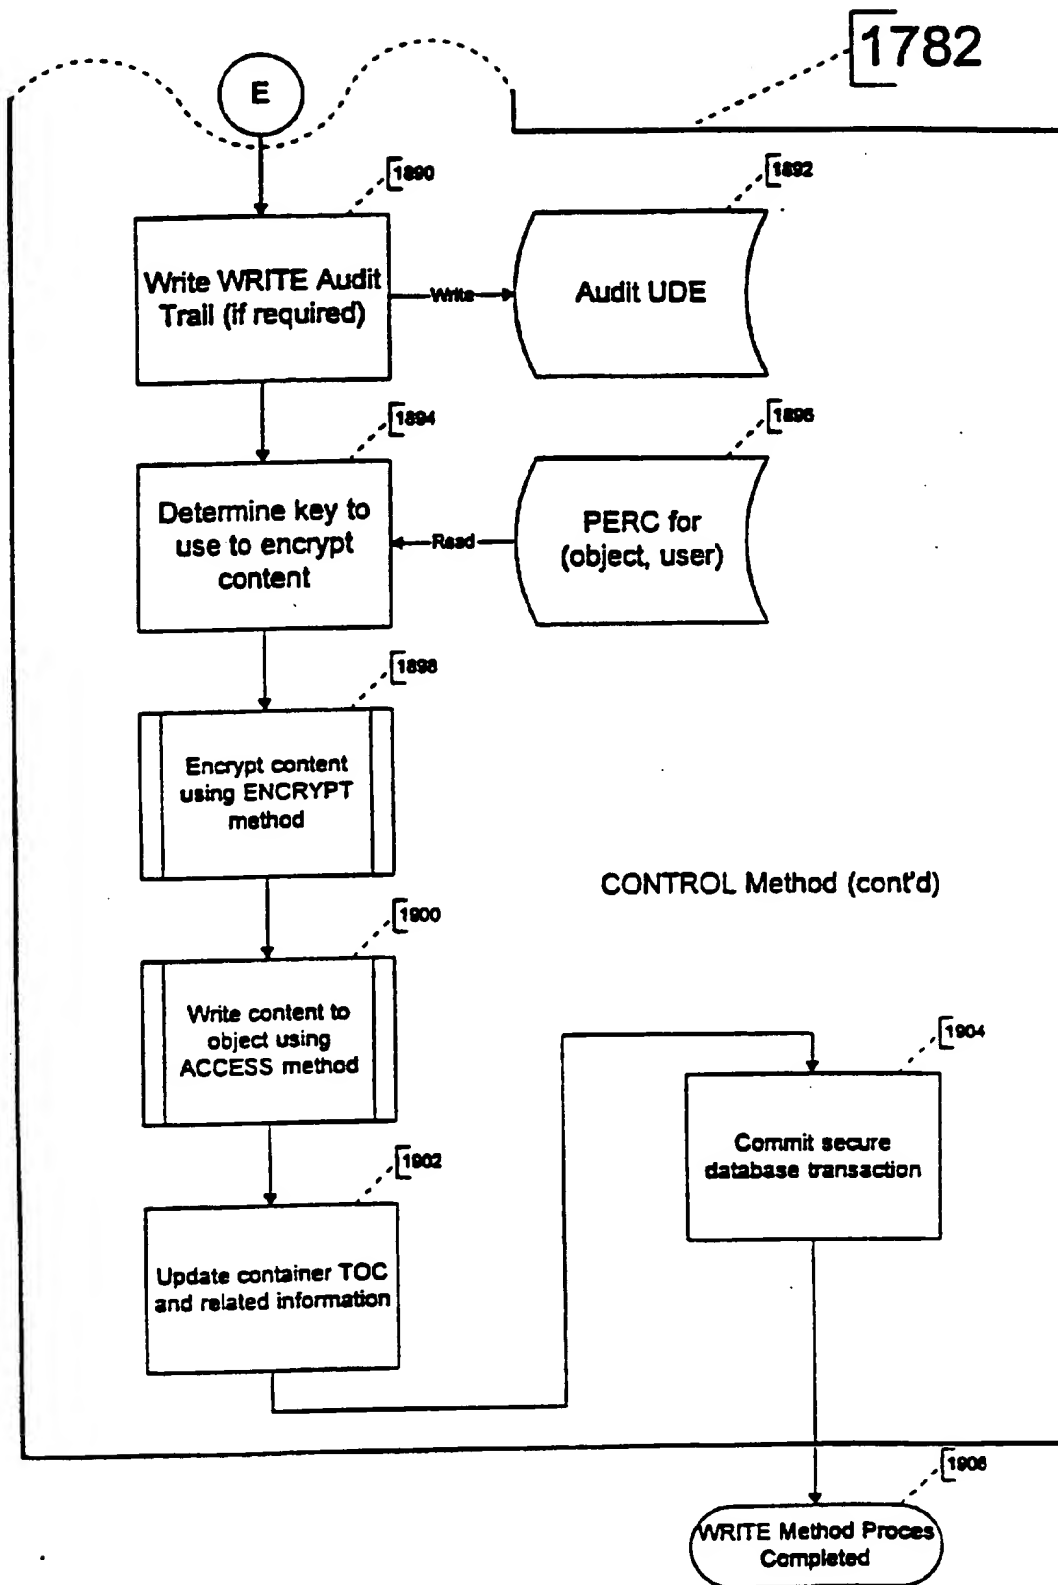 1782
E
1890
1892
Write WRITE Audit
Trail (if required)
Write
Audit UDE
1894
1896
Determine key to
use to encrypt
content
Read
PERC for
(object, user)
1898
Encrypt content
using ENCRYPT
method
CONTROL Method (cont'd)
1900
Write content to
object using
ACCESS method
1904
Commit secure
database transaction
1902
Update container TOC
and related information
1906
WRITE Method Proces
Completed